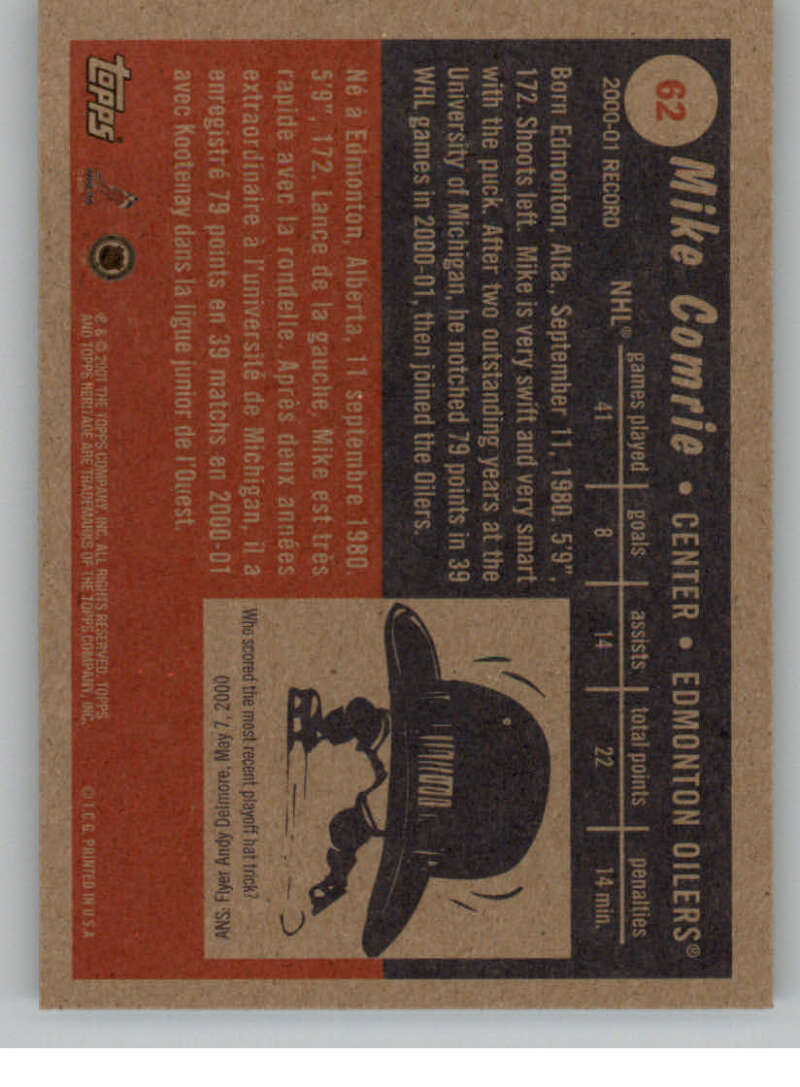 62
Mike Comrie • CENTER • EDMONTON OILERS®
2000-01 RECORD
games played goals assists total points penalties
NHL® 41 8 14 22 14 min.
Born Edmonton, Alta., September 11, 1980. 5'9",
172. Shoots left. Mike is very swift and very smart
with the puck. After two outstanding years at the
University of Michigan, he notched 79 points in 39
WHL games in 2000-01, then joined the Oilers.
Né à Edmonton, Alberta, 11 septembre 1980.
5'9", 172. Lance de la gauche, Mike est très
rapide avec la rondelle. Après deux années
extraordinaire à l'université de Michigan, il a
enregistré 79 points en 39 matchs en 2000-01
avec Kootenay dans la ligue junior de l'Ouest.
Who scored the most recent playoff hat trick?
ANS: Flyer Andy Delmore, May 7, 2000
topps®
NHLPA
® & © 2001 THE TOPPS COMPANY, INC. ALL RIGHTS RESERVED. TOPPS
AND TOPPS HERITAGE ARE TRADEMARKS OF THE TOPPS COMPANY, INC.
© T.C.G. PRINTED IN U.S.A.